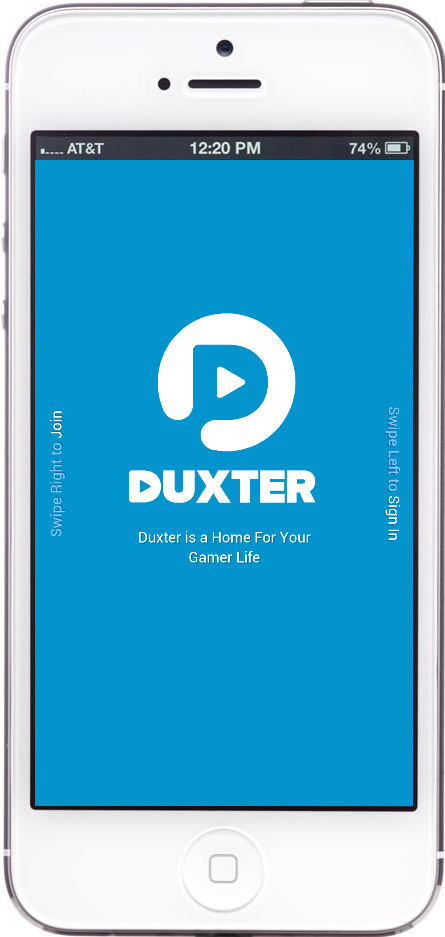 AT&T 12:20 PM 74%
Swipe Right to Join
Swipe Left to Sign In
DUXTER
Duxter is a Home For Your
Gamer Life